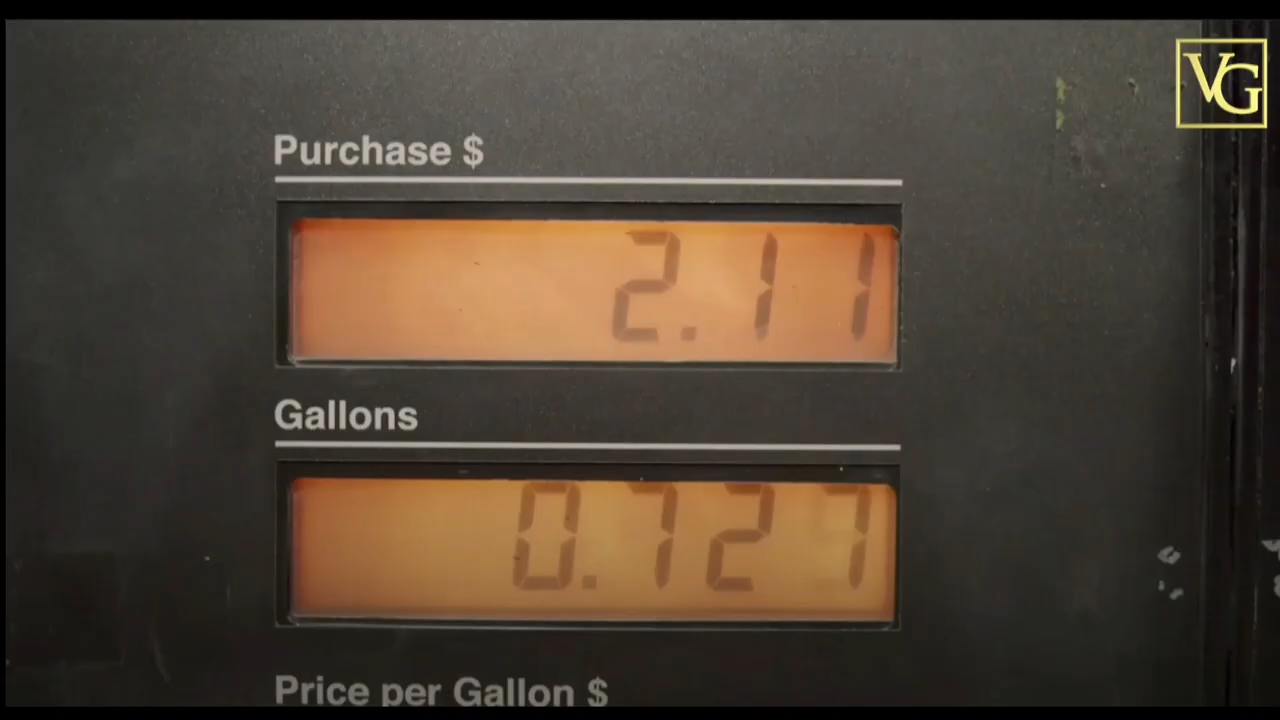 VG
Purchase $
2.11
Gallons
0.727
Price per Gallon $